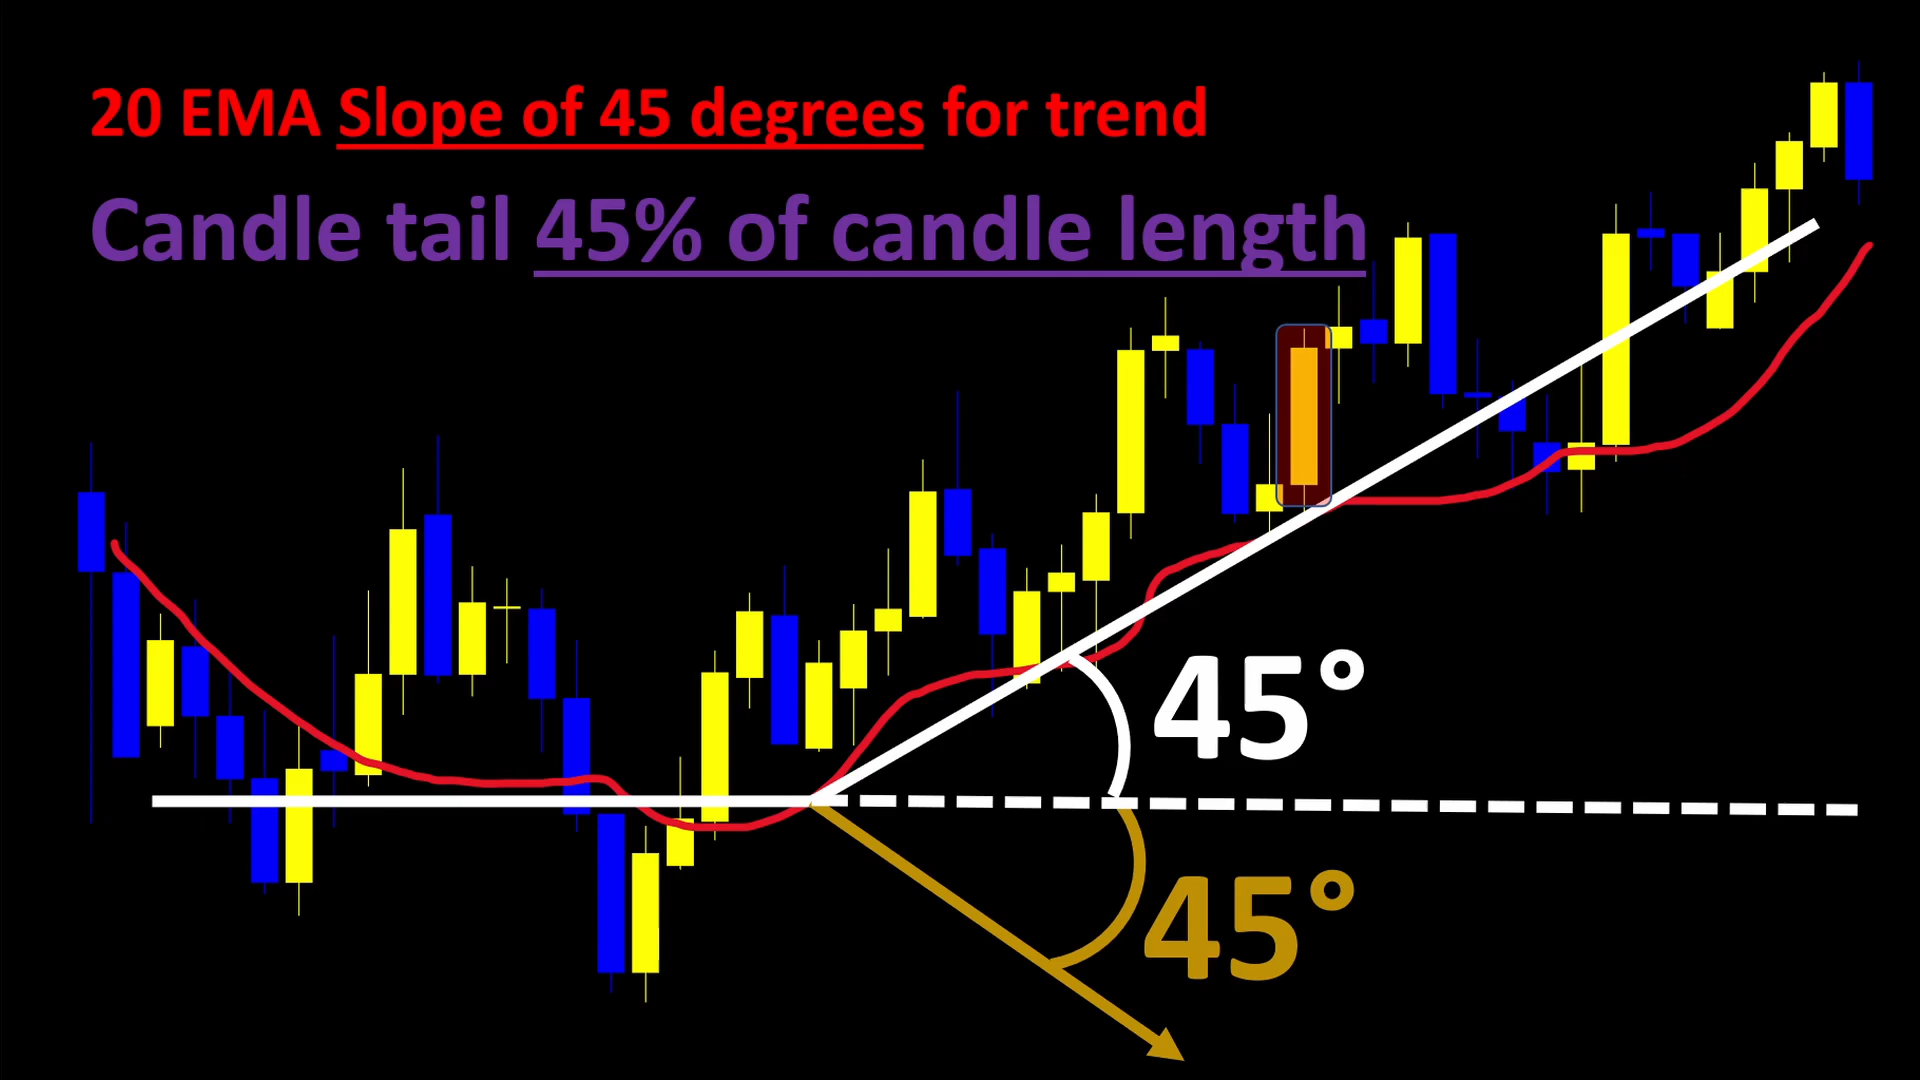 20 EMA Slope of 45 degrees for trend
Candle tail 45% of candle length
45°
45°